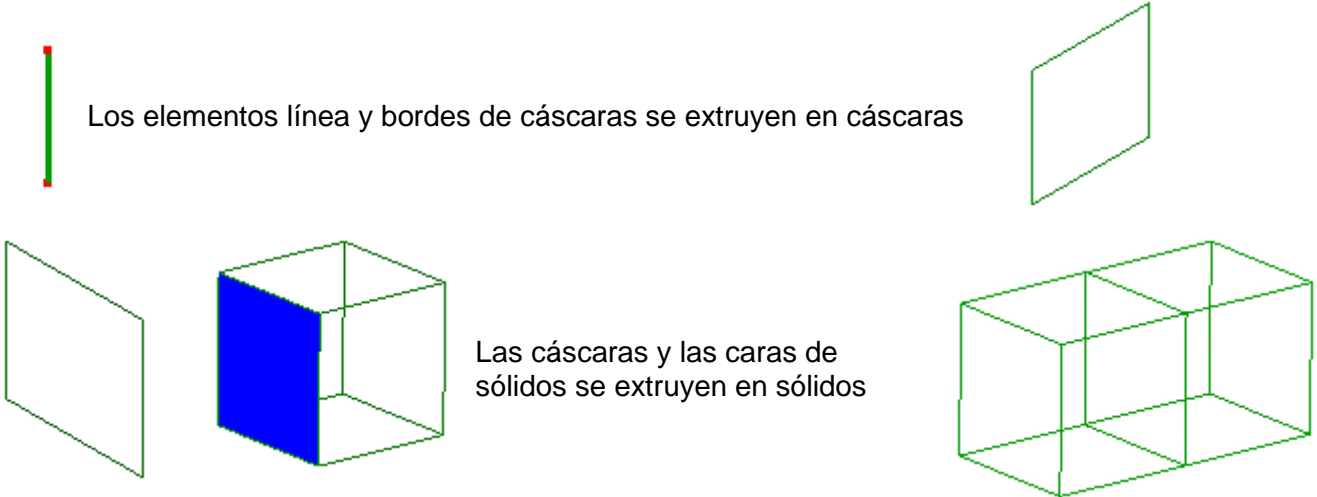 Los elementos línea y bordes de cáscaras se extruyen en cáscaras
Las cáscaras y las caras de
sólidos se extruyen en sólidos